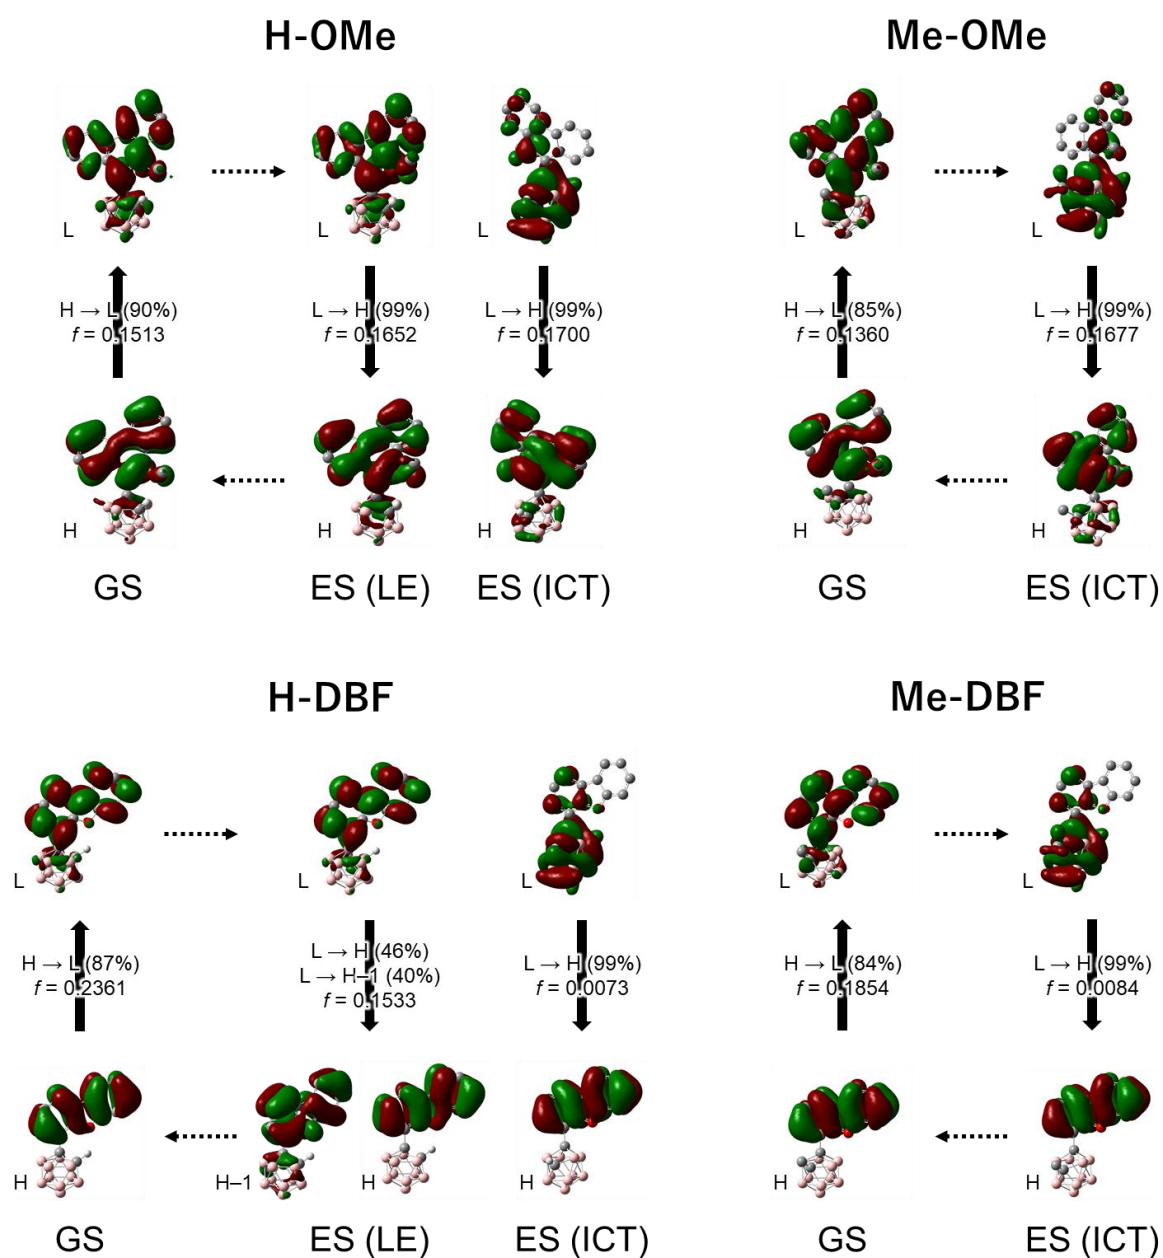 H-OMe
L
H → L (90%)
f = 0.1513
H
GS
L
L → H (99%)
f = 0.1652
H
ES (LE)
L
L → H (99%)
f = 0.1700
H
ES (ICT)
Me-OMe
L
H → L (85%)
f = 0.1360
H
GS
L
L → H (99%)
f = 0.1677
H
ES (ICT)
H-DBF
L
H → L (87%)
f = 0.2361
H
GS
L
L → H (46%)
L → H–1 (40%)
f = 0.1533
H–1
H
ES (LE)
L
L → H (99%)
f = 0.0073
H
ES (ICT)
Me-DBF
L
H → L (84%)
f = 0.1854
H
GS
L
L → H (99%)
f = 0.0084
H
ES (ICT)